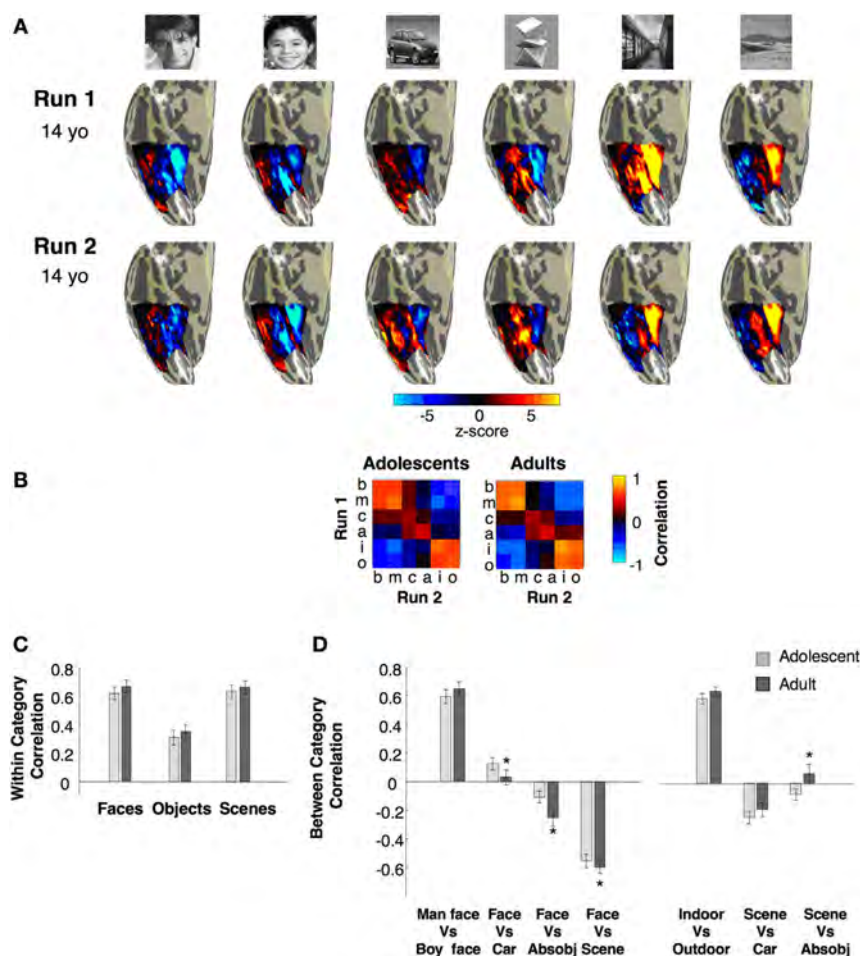 A
Run 1
14 yo
Run 2
14 yo
-5 0 5
z-score
B
Adolescents Adults
b b 1
m m
c c 0
a a
i i
o o -1
Run 1
Correlation
b m c a i o b m c a i o
Run 2 Run 2
C D
Adolescent
Adult
Within Category
Correlation
0.8
0.6
0.4
0.2
0
Faces Objects Scenes
Between Category
Correlation
0.8
0.6
0.4
0.2
0
-0.2
-0.4
-0.6
* * * *
Man face Face Face Face Indoor Scene Scene
Vs Vs Vs Vs Vs Vs Vs
Boy face Car Absobj Scene Outdoor Car Absobj